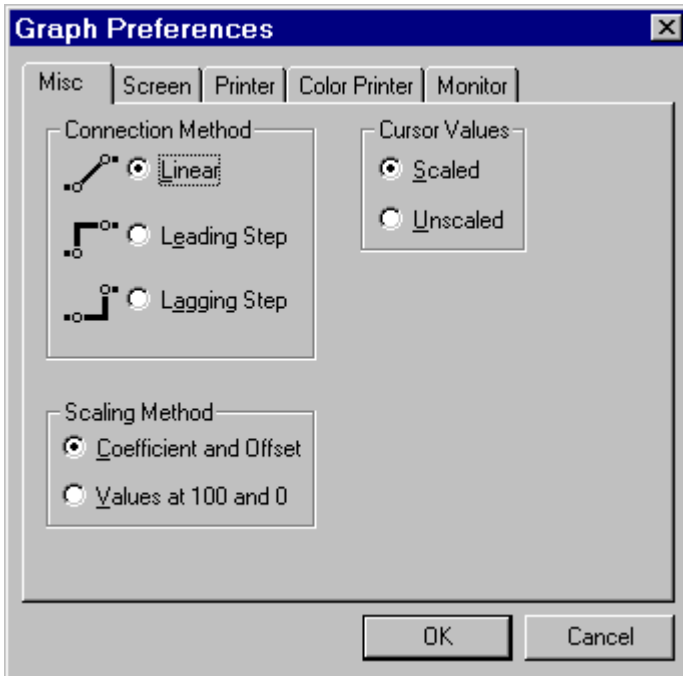 Graph Preferences
Misc
Screen
Printer
Color Printer
Monitor
Connection Method
Linear
Leading Step
Lagging Step
Cursor Values
Scaled
Unscaled
Scaling Method
Coefficient and Offset
Values at 100 and 0
OK
Cancel